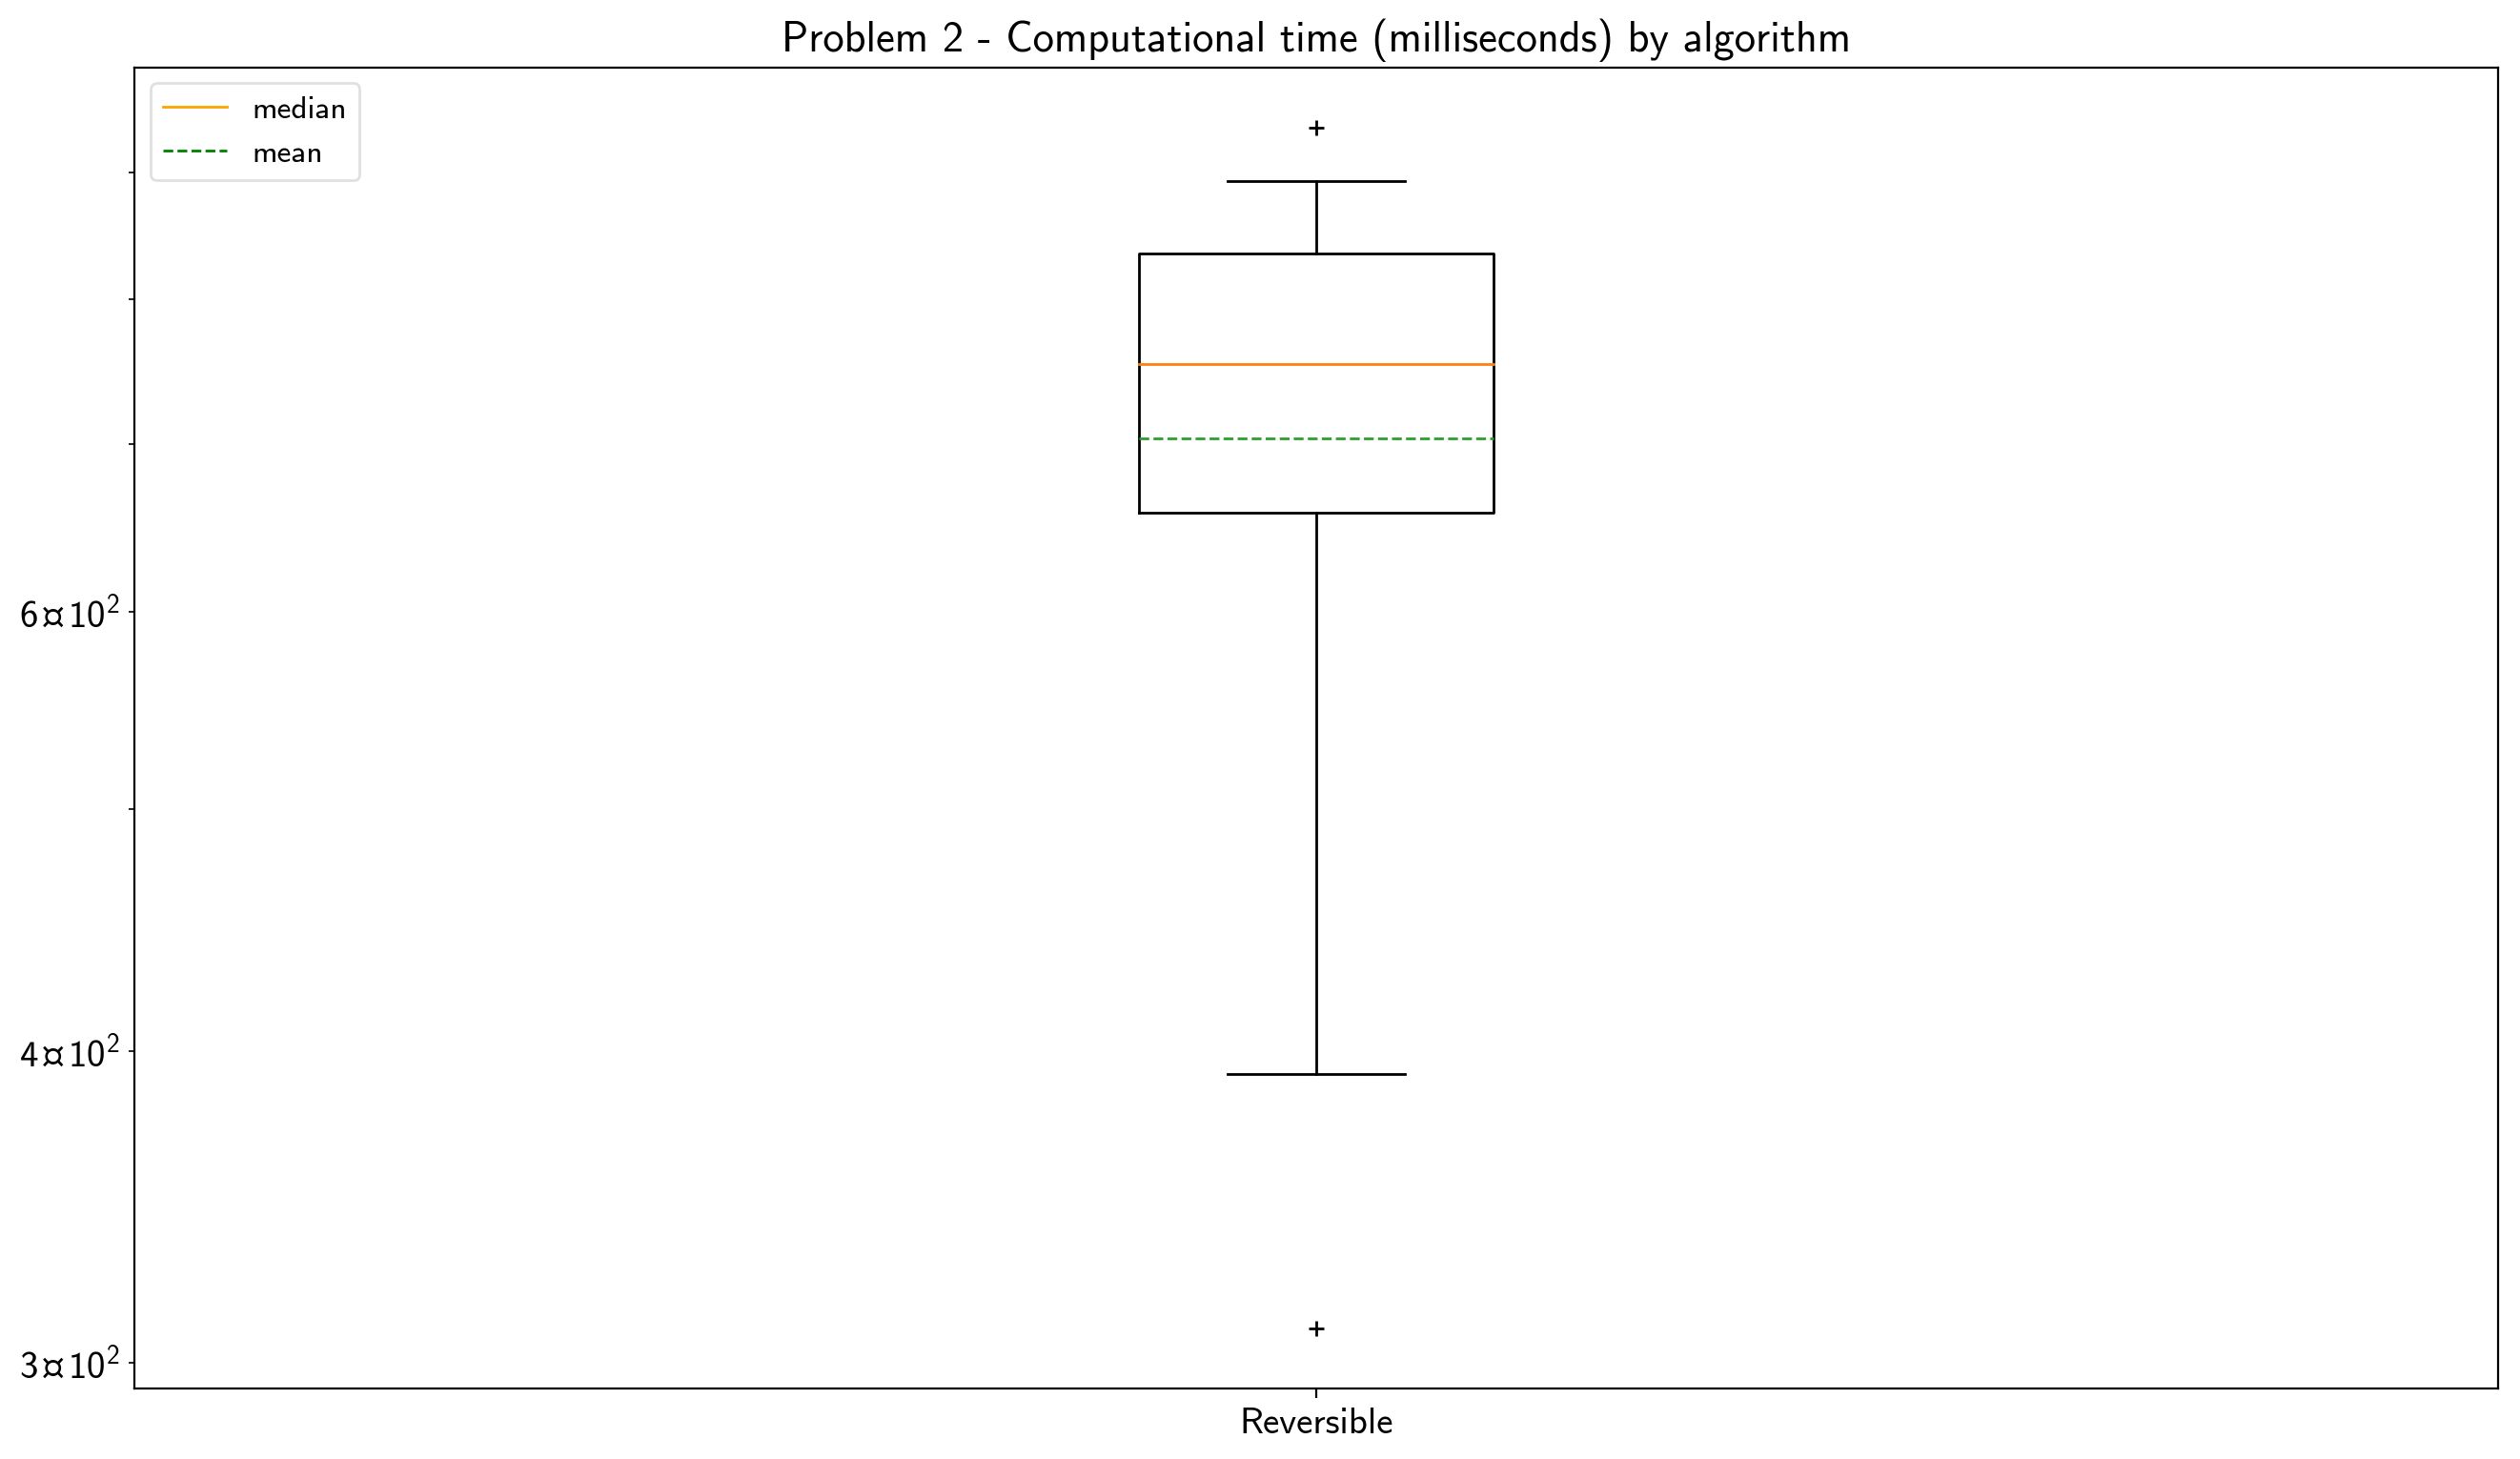 Problem 2 - Computational time (milliseconds) by algorithm
median
mean
6¤10²
4¤10²
3¤10²
Reversible